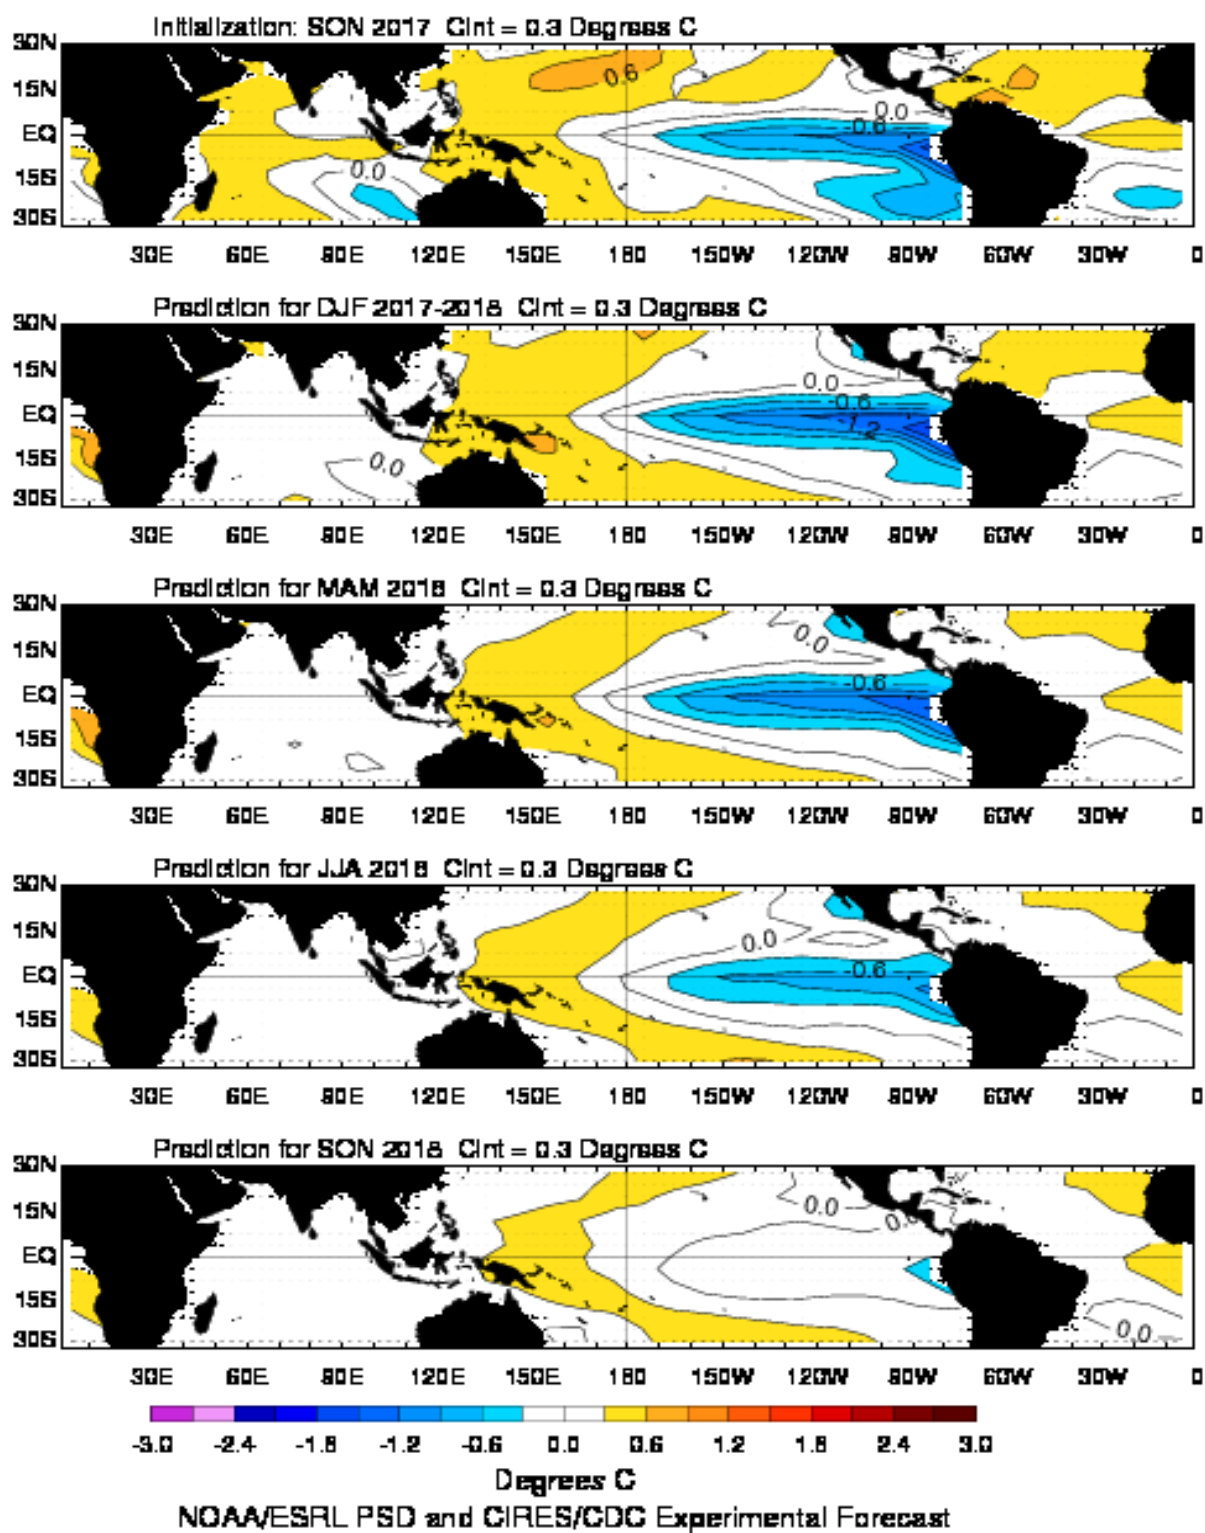 Initialization: SON 2017 Cint = 0.3 Degrees C
30N
0.6
15N
0.0
-0.6
EQ
0.0
15S
30S
30E 60E 90E 120E 150E 180 150W 120W 90W 60W 30W 0
Prediction for DJF 2017-2018 Cint = 0.3 Degrees C
30N
15N
0.0
-0.6
EQ
-1.2
15S
0.0
30S
30E 60E 90E 120E 150E 180 150W 120W 90W 60W 30W 0
Prediction for MAM 2018 Cint = 0.3 Degrees C
30N
0.0
15N
-0.6
EQ
15S
30S
30E 60E 90E 120E 150E 180 150W 120W 90W 60W 30W 0
Prediction for JJA 2018 Cint = 0.3 Degrees C
30N
15N
0.0
-0.6
EQ
15S
30S
30E 60E 90E 120E 150E 180 150W 120W 90W 60W 30W 0
Prediction for SON 2018 Cint = 0.3 Degrees C
30N
15N
0.0
0.0
EQ
15S
0.0
30S
30E 60E 90E 120E 150E 180 150W 120W 90W 60W 30W 0
-3.0 -2.4 -1.8 -1.2 -0.6 0.0 0.6 1.2 1.8 2.4 3.0
Degrees C
NOAA/ESRL PSD and CIRES/CDC Experimental Forecast